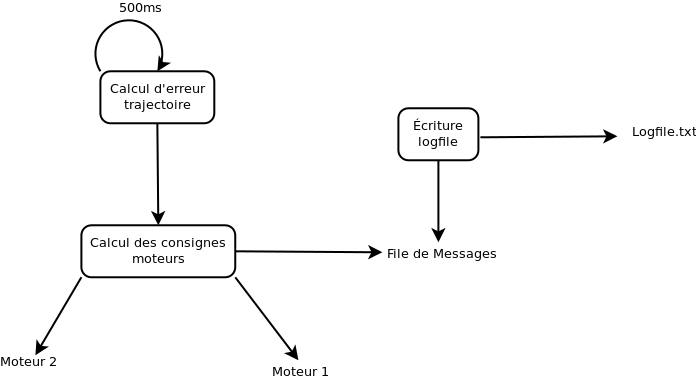 500ms
Calcul d'erreur
trajectoire
Écriture
logfile
Logfile.txt
Calcul des consignes
moteurs
File de Messages
Moteur 2
Moteur 1